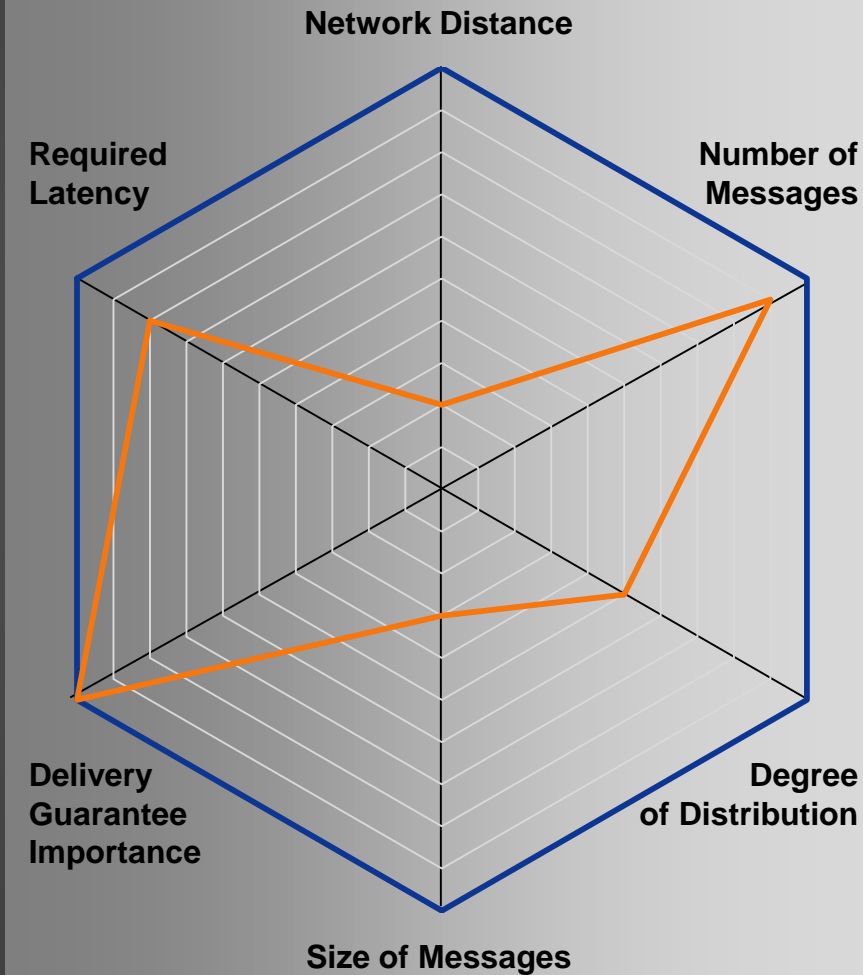 Network Distance
Required
Latency
Number of
Messages
Delivery
Guarantee
Importance
Degree
of Distribution
Size of Messages